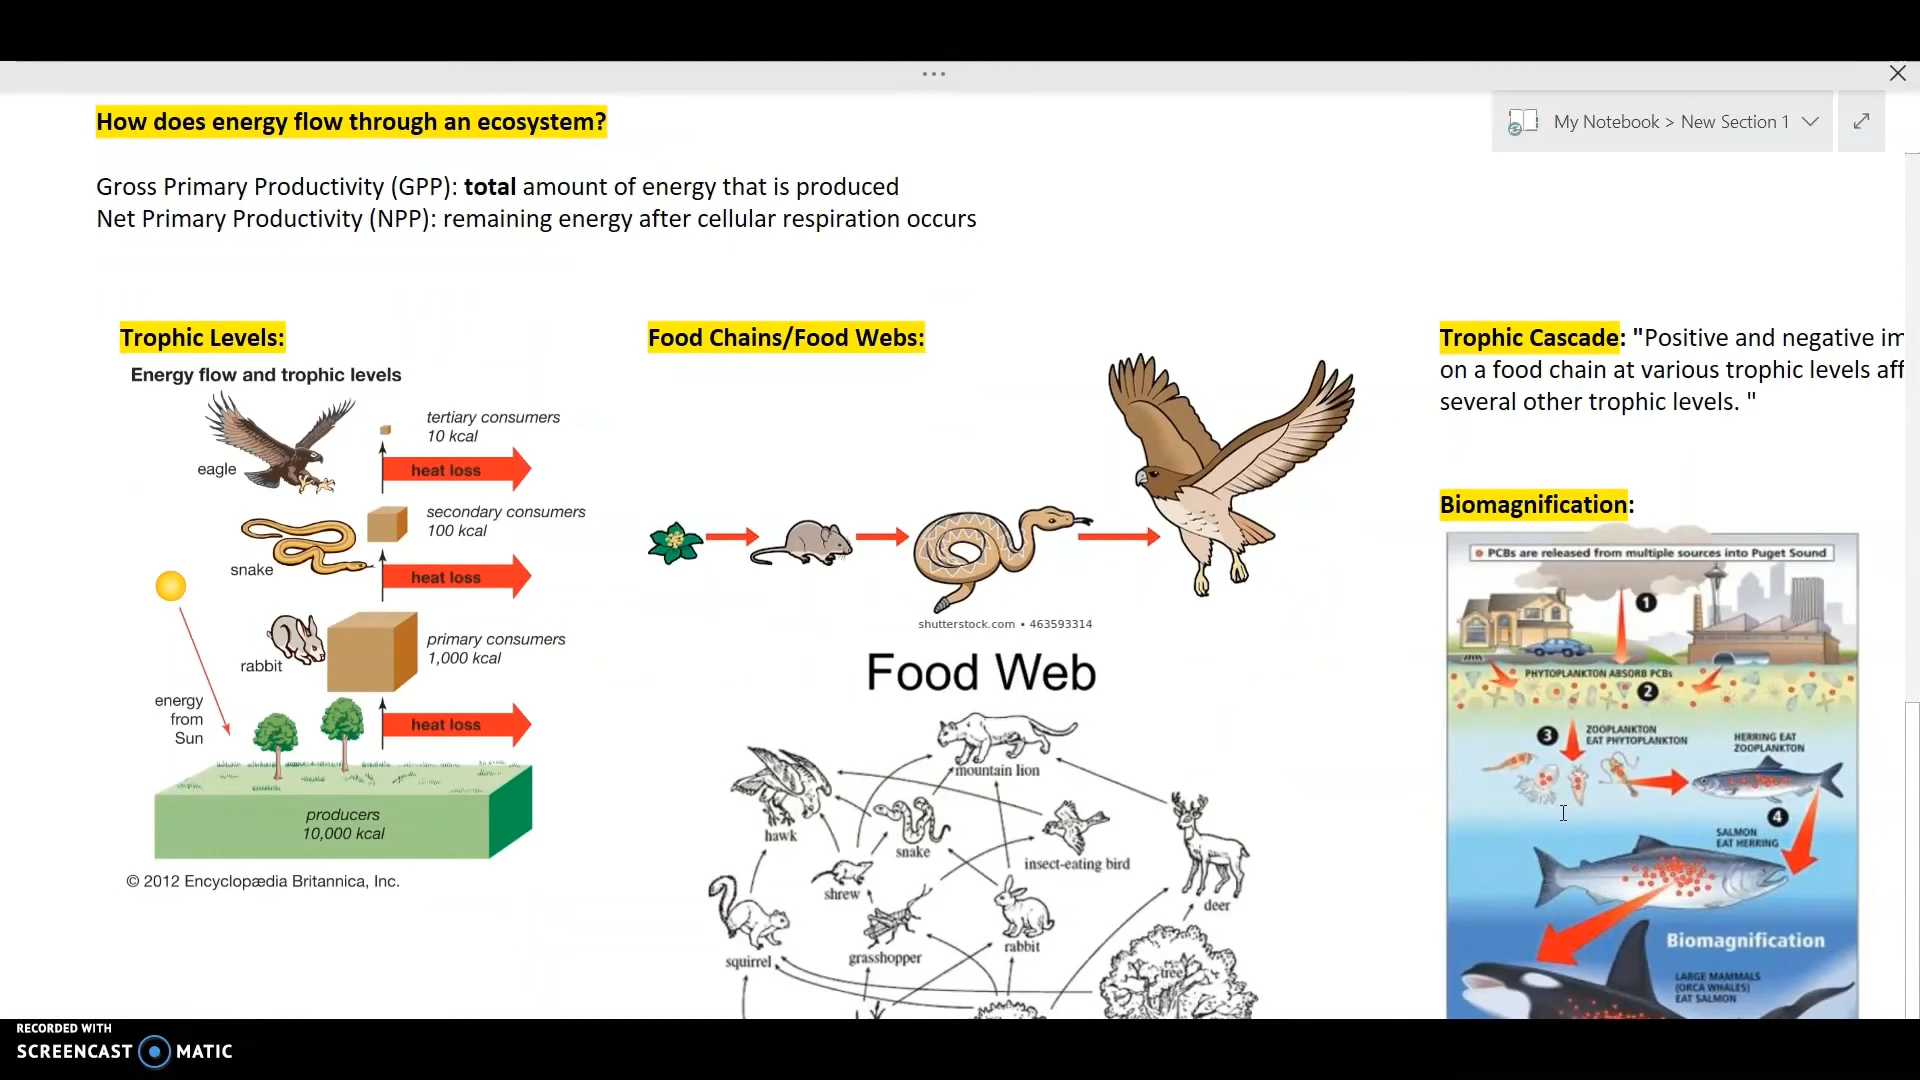 How does energy flow through an ecosystem?
My Notebook > New Section 1
Gross Primary Productivity (GPP): total amount of energy that is produced
Net Primary Productivity (NPP): remaining energy after cellular respiration occurs
Trophic Levels:
Energy flow and trophic levels
tertiary consumers
10 kcal
eagle
heat loss
secondary consumers
100 kcal
snake
heat loss
primary consumers
1,000 kcal
rabbit
energy
from
Sun
heat loss
producers
10,000 kcal
© 2012 Encyclopædia Britannica, Inc.
Food Chains/Food Webs:
shutterstock.com • 463593314
Food Web
mountain lion
hawk
snake
insect-eating bird
shrew
deer
squirrel
grasshopper
rabbit
tree
Trophic Cascade: "Positive and negative im
on a food chain at various trophic levels aff
several other trophic levels. "
Biomagnification:
PCBs are released from multiple sources into Puget Sound
1
PHYTOPLANKTON ABSORB PCBs
2
3
ZOOPLANKTON
EAT PHYTOPLANKTON
HERRING EAT
ZOOPLANKTON
4
SALMON
EAT HERRING
Biomagnification
LARGE MAMMALS
(ORCA WHALES)
EAT SALMON
RECORDED WITH
SCREENCAST MATIC